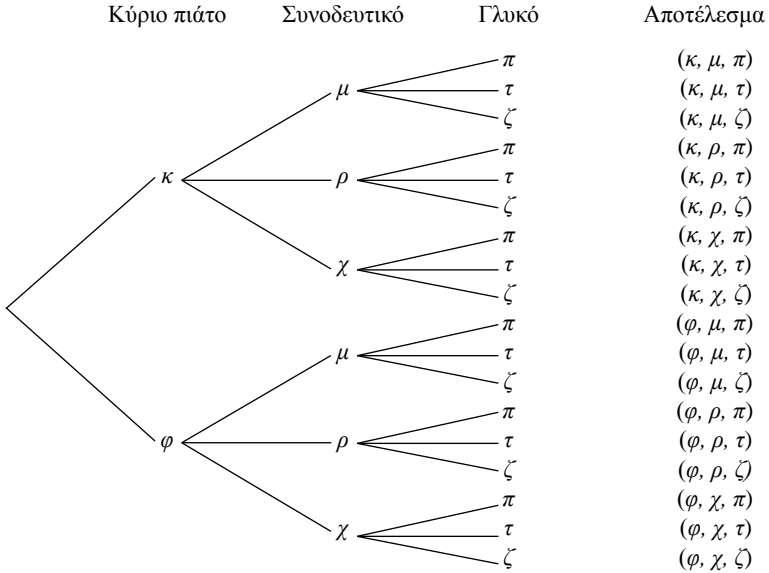 Κύριο πιάτο Συνοδευτικό Γλυκό Αποτέλεσμα
π (κ, μ, π)
μ τ (κ, μ, τ)
ζ (κ, μ, ζ)
π (κ, ρ, π)
κ ρ τ (κ, ρ, τ)
ζ (κ, ρ, ζ)
π (κ, χ, π)
χ τ (κ, χ, τ)
ζ (κ, χ, ζ)
π (φ, μ, π)
μ τ (φ, μ, τ)
ζ (φ, μ, ζ)
π (φ, ρ, π)
φ ρ τ (φ, ρ, τ)
ζ (φ, ρ, ζ)
π (φ, χ, π)
χ τ (φ, χ, τ)
ζ (φ, χ, ζ)